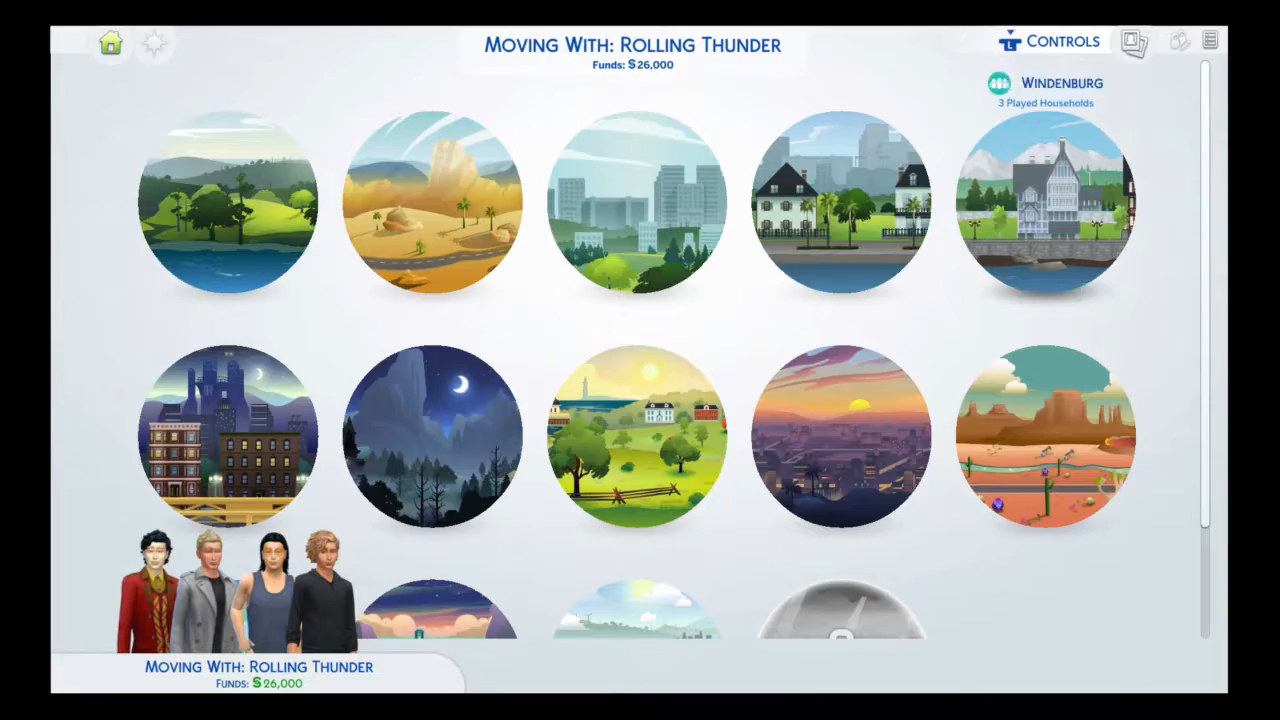 MOVING WITH: ROLLING THUNDER
Funds: §26,000
CONTROLS
WINDENBURG
3 Played Households
MOVING WITH: ROLLING THUNDER
FUNDS: §26,000